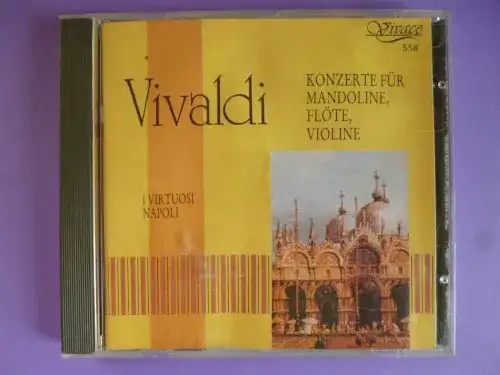 Vivace
558
Vivaldi
KONZERTE FÜR
MANDOLINE,
FLÖTE,
VIOLINE
I VIRTUOSI
NAPOLI